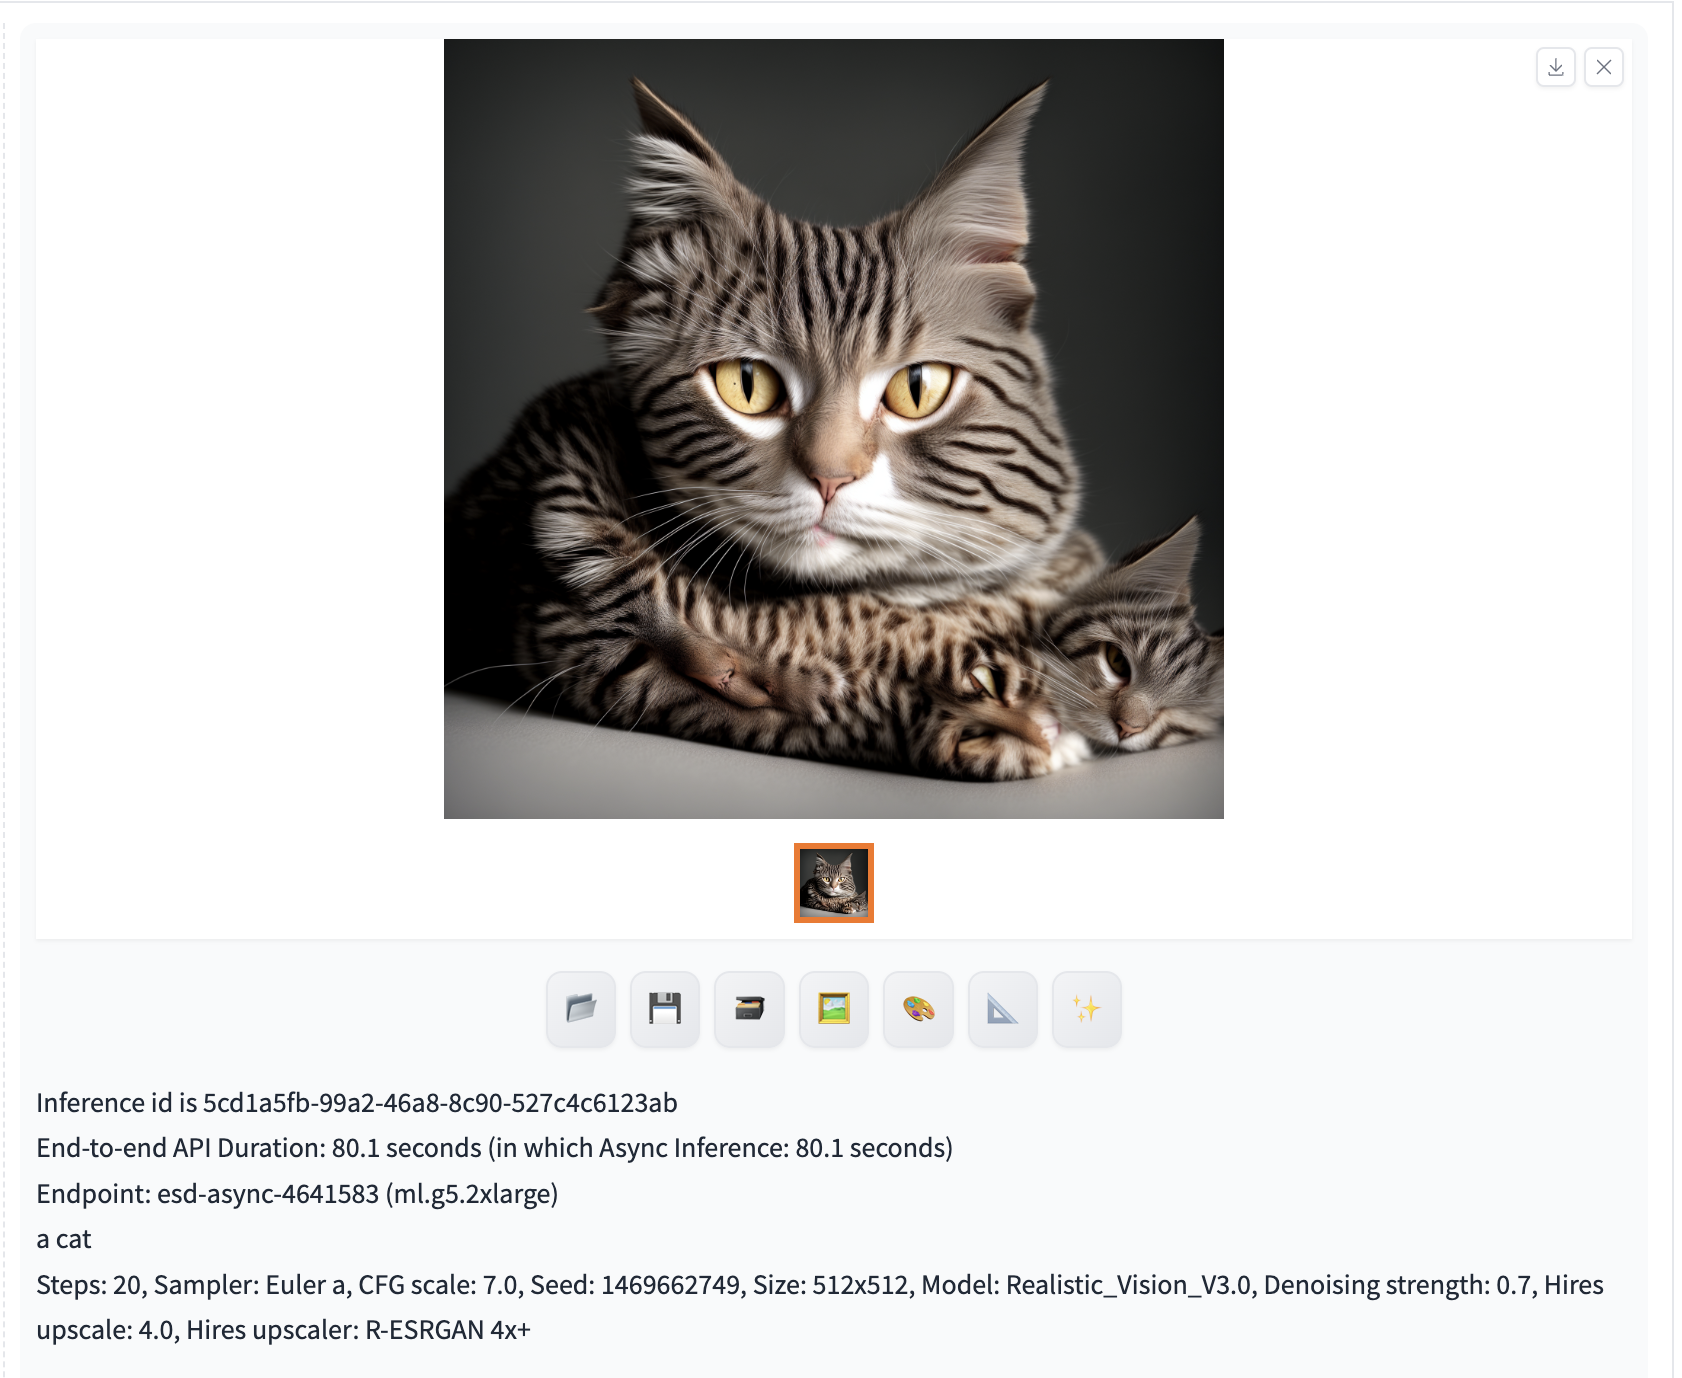 Inference id is 5cd1a5fb-99a2-46a8-8c90-527c4c6123ab
End-to-end API Duration: 80.1 seconds (in which Async Inference: 80.1 seconds)
Endpoint: esd-async-4641583 (ml.g5.2xlarge)
a cat
Steps: 20, Sampler: Euler a, CFG scale: 7.0, Seed: 1469662749, Size: 512x512, Model: Realistic_Vision_V3.0, Denoising strength: 0.7, Hires
upscale: 4.0, Hires upscaler: R-ESRGAN 4x+